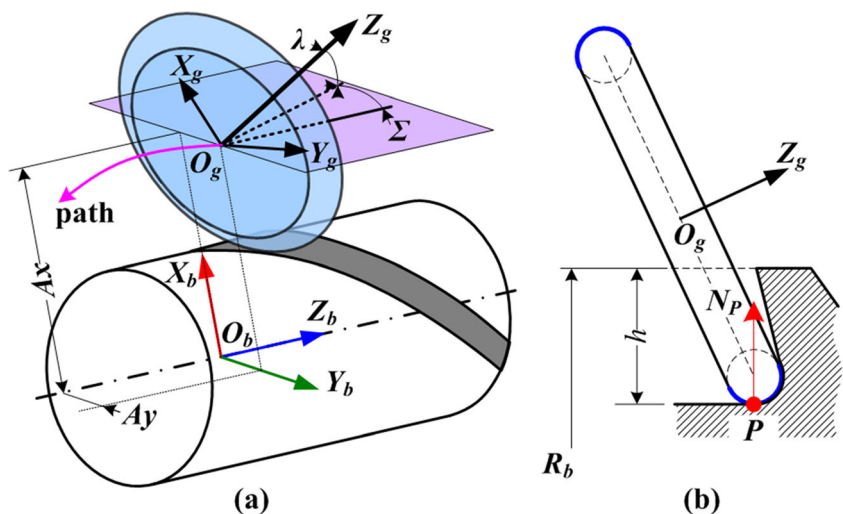 λ
Z_g
X_g
Σ
O_g
Y_g
path
Ax
X_b
O_b
Z_b
Y_b
Ay
(a)
Z_g
O_g
N_P
h
P
R_b
(b)